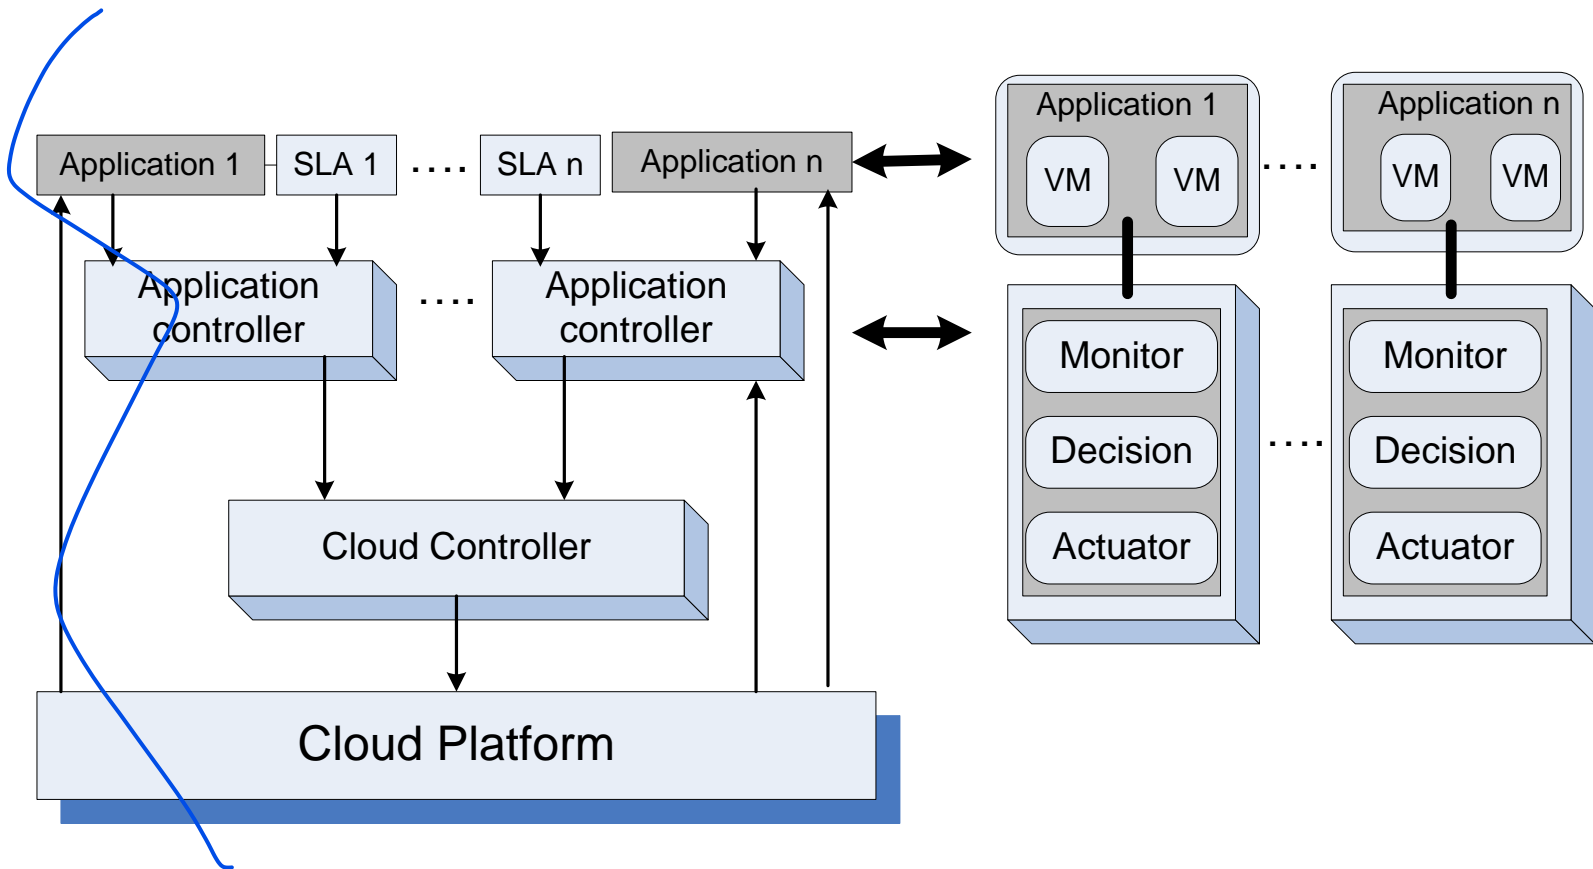 Application 1
SLA 1
....
SLA n
Application n
Application controller
....
Application controller
Cloud Controller
Cloud Platform
Application 1
VM
VM
....
Application n
VM
VM
Monitor
Decision
Actuator
....
Monitor
Decision
Actuator